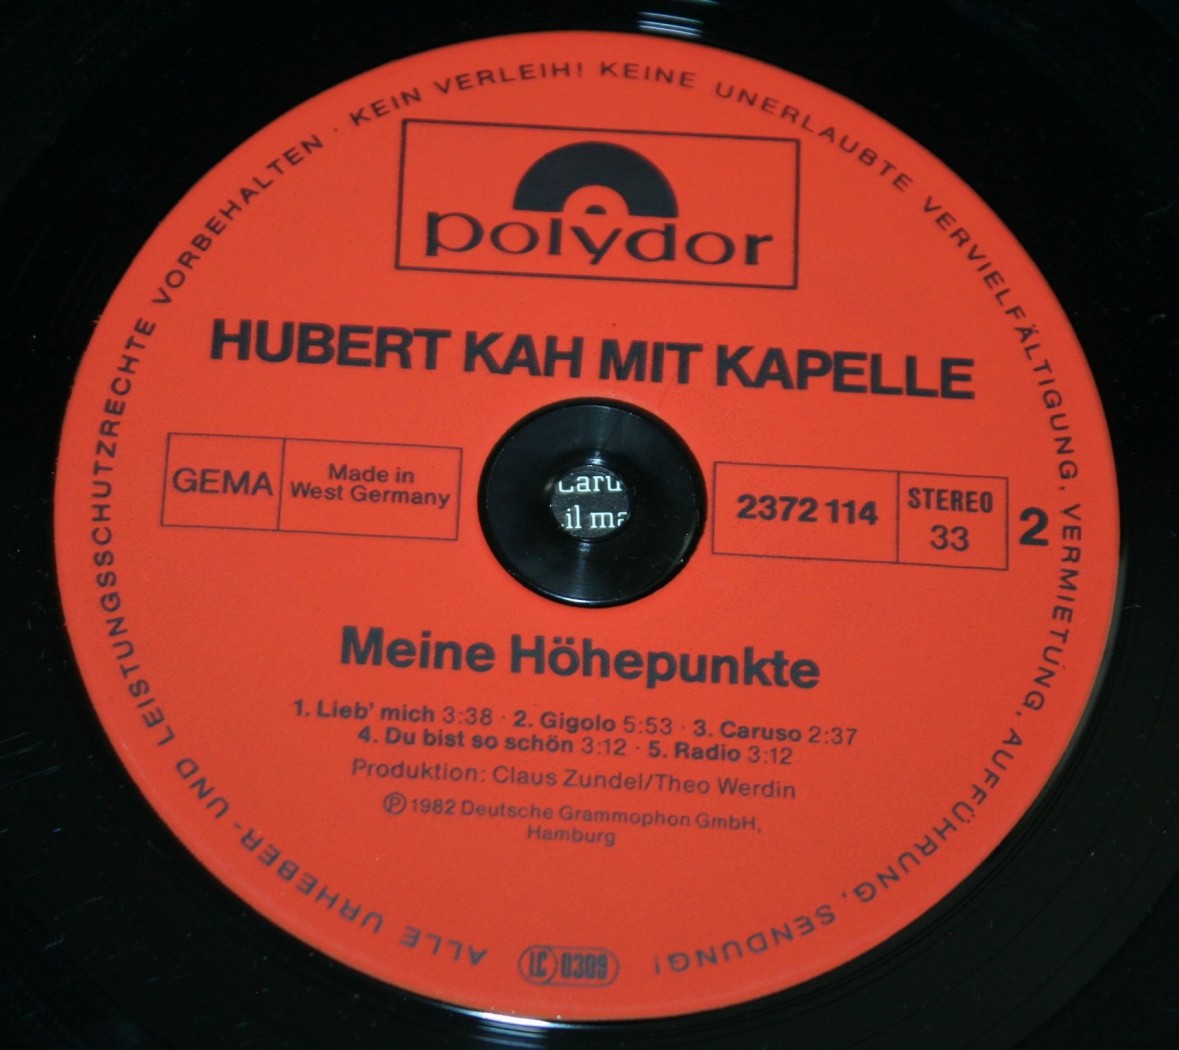 ALLE URHEBER- UND LEISTUNGSSCHUTZRECHTE VORBEHALTEN · KEIN VERLEIH! KEINE UNERLAUBTE VERVIELFÄLTIGUNG, VERMIETUNG, AUFFÜHRUNG, SENDUNG!
polydor
HUBERT KAH MIT KAPELLE
GEMA
Made in
West Germany
2372 114
STEREO
33
2
Meine Höhepunkte
1. Lieb' mich 3:38 · 2. Gigolo 5:53 · 3. Caruso 2:37
4. Du bist so schön 3:12 · 5. Radio 3:12
Produktion: Claus Zundel/Theo Werdin
Ⓟ 1982 Deutsche Grammophon GmbH,
Hamburg
LC 0309